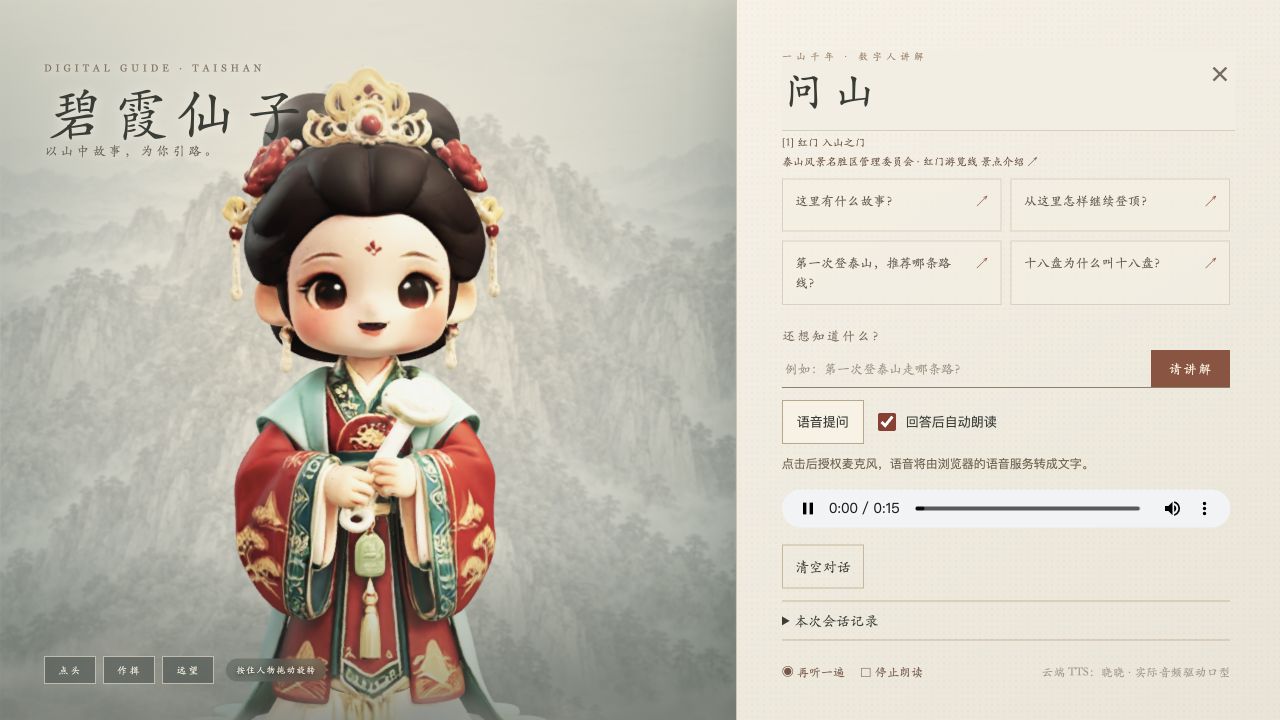 DIGITAL GUIDE · TAISHAN
碧霞仙子
以山中故事，为你引路。
点头
作揖
远望
按住人物拖动旋转
一山千年 · 数字人讲解
问山
[1] 红门 入山之门
泰山风景名胜区管理委员会 · 红门游览线 景点介绍 ↗
这里有什么故事? ↗
从这里怎样继续登顶? ↗
第一次登泰山，推荐哪条路 ↗
线?
十八盘为什么叫十八盘? ↗
还想知道什么?
例如：第一次登泰山走哪条路?
请讲解
语音提问
回答后自动朗读
点击后授权麦克风，语音将由浏览器的语音服务转成文字。
0:00 / 0:15
清空对话
本次会话记录
再听一遍
停止朗读
云端 TTS：晓晓 · 实际音频驱动口型